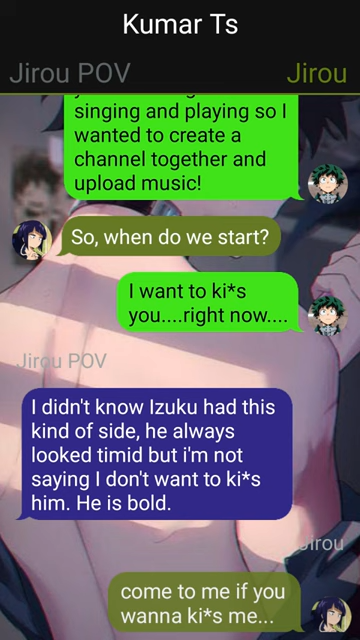 Kumar Ts
Jirou POV
Jirou
singing and playing so I
wanted to create a
channel together and
upload music!
So, when do we start?
I want to ki*s
you....right now....
Jirou POV
I didn't know Izuku had this
kind of side, he always
looked timid but i'm not
saying I don't want to ki*s
him. He is bold.
Jirou
come to me if you
wanna ki*s me...